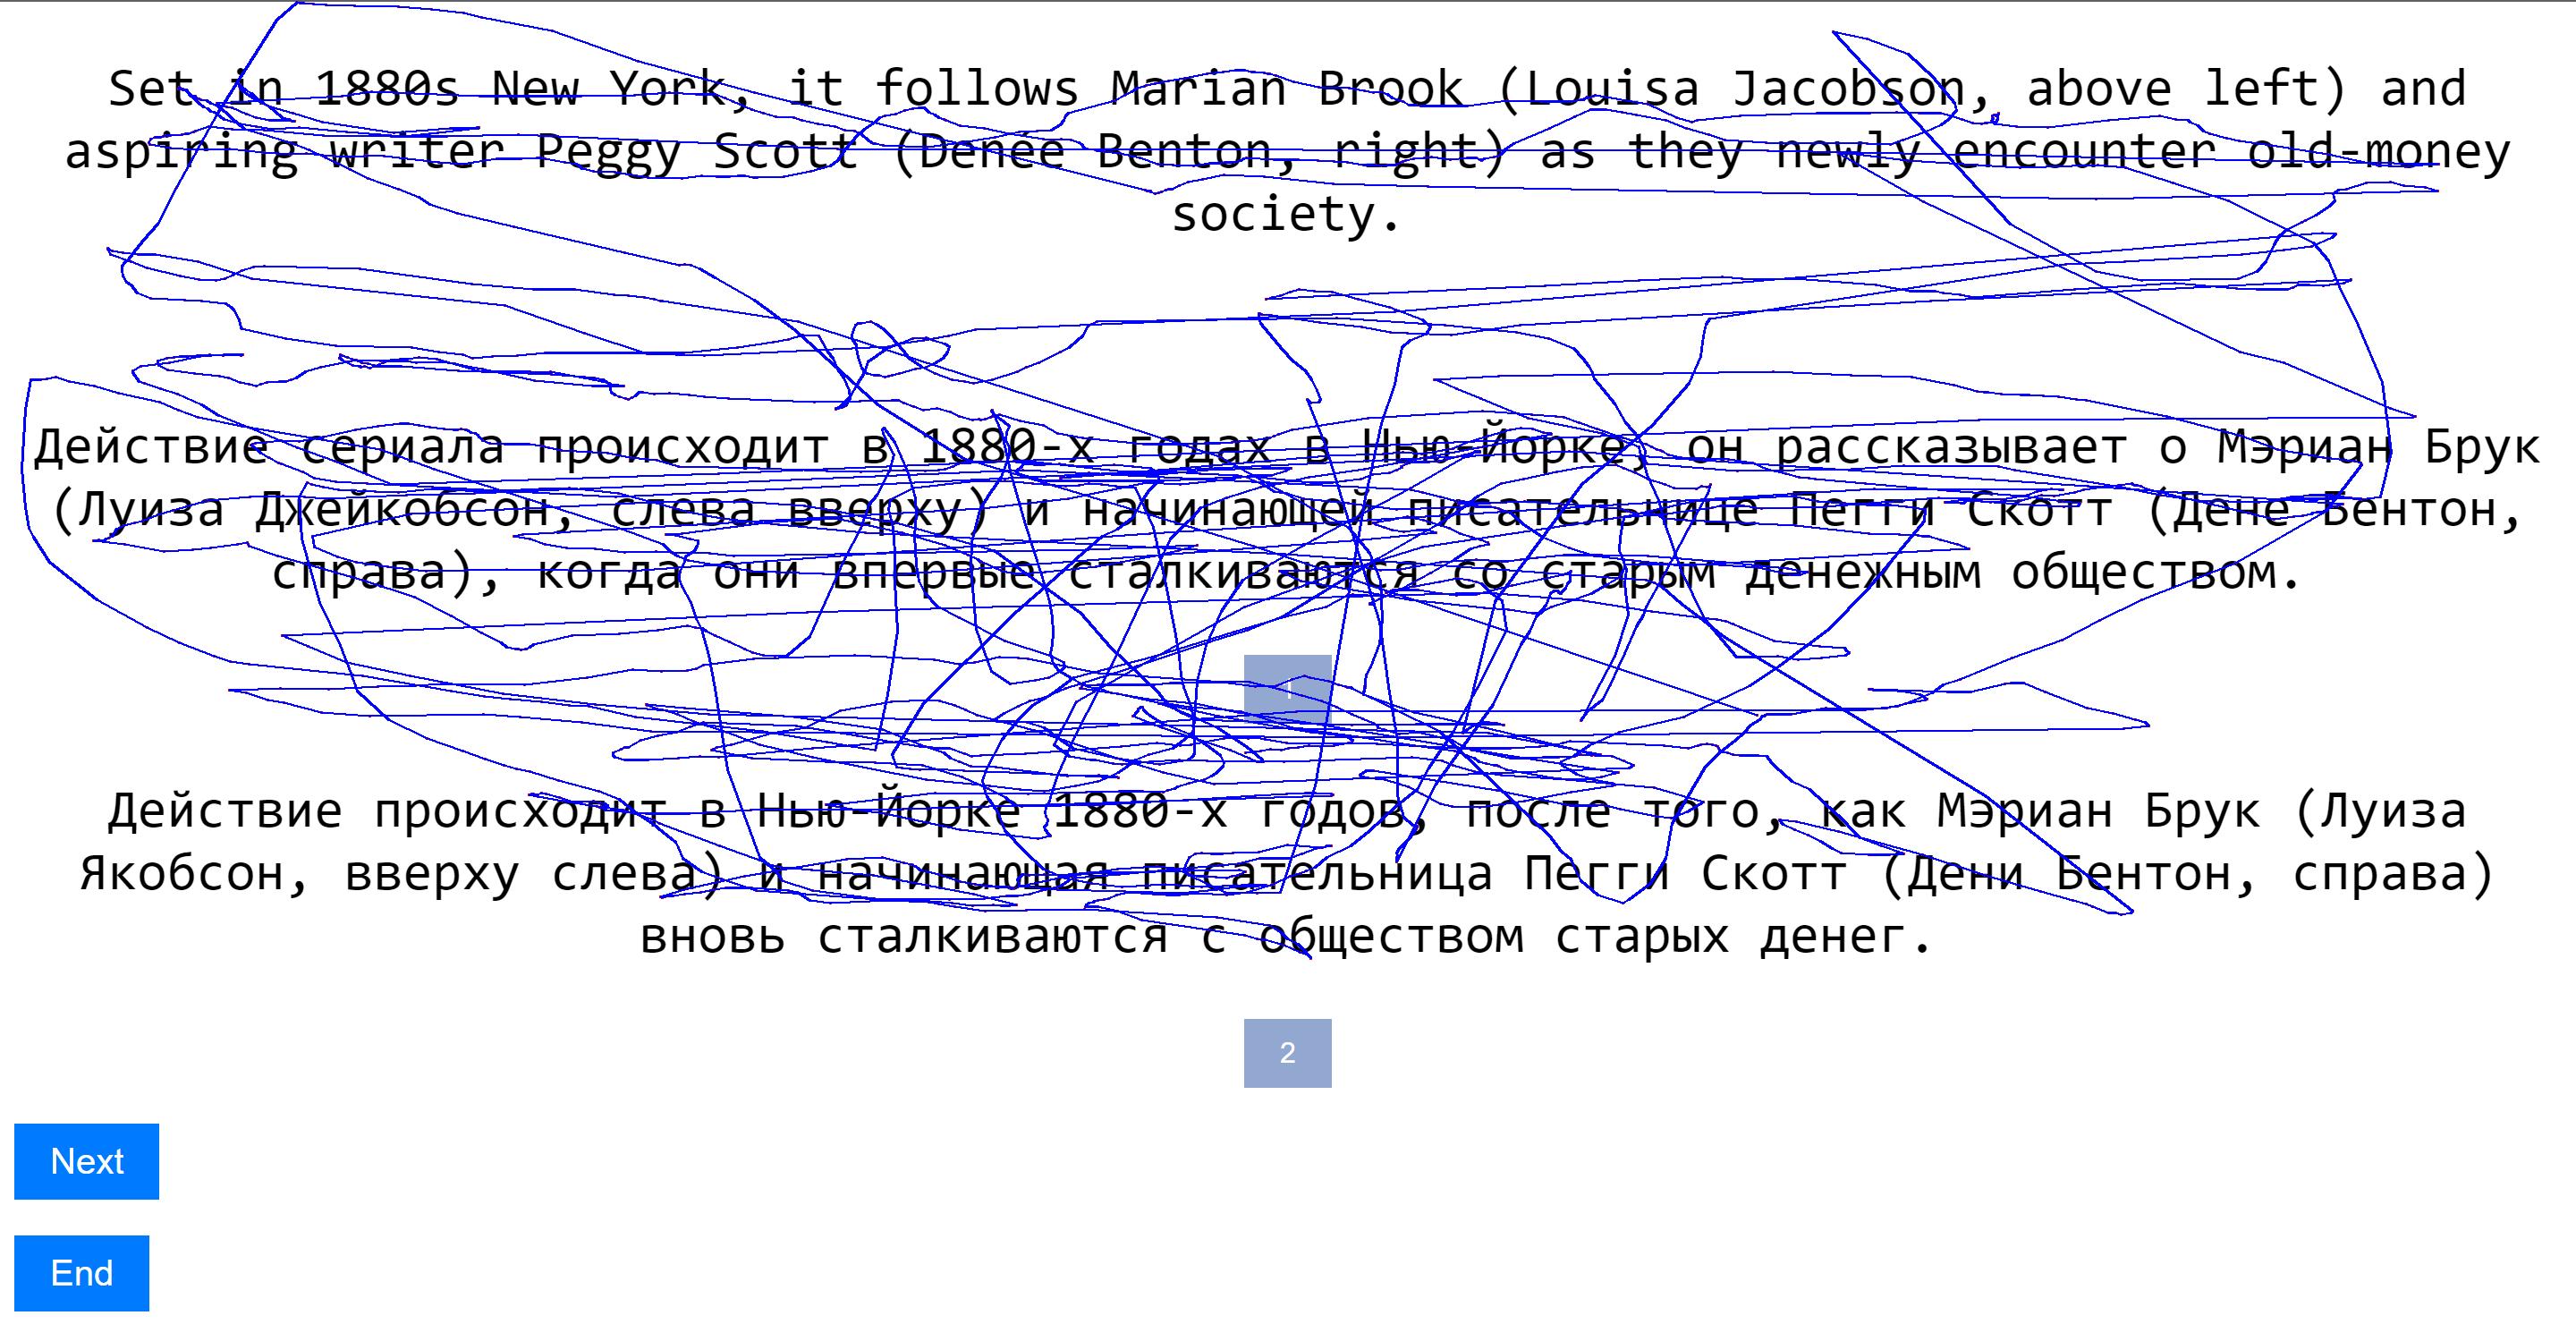 Set in 1880s New York, it follows Marian Brook (Louisa Jacobson, above left) and
aspiring writer Peggy Scott (Denée Benton, right) as they newly encounter old-money
society.
Действие сериала происходит в 1880-х годах в Нью-Йорке, он рассказывает о Мэриан Брук
(Луиза Джейкобсон, слева вверху) и начинающей писательнице Пегги Скотт (Дене Бентон,
справа), когда они впервые сталкиваются со старым денежным обществом.
1
Действие происходит в Нью-Йорке 1880-х годов, после того, как Мэриан Брук (Луиза
Якобсон, вверху слева) и начинающая писательница Пегги Скотт (Дени Бентон, справа)
вновь сталкиваются с обществом старых денег.
2
Next
End